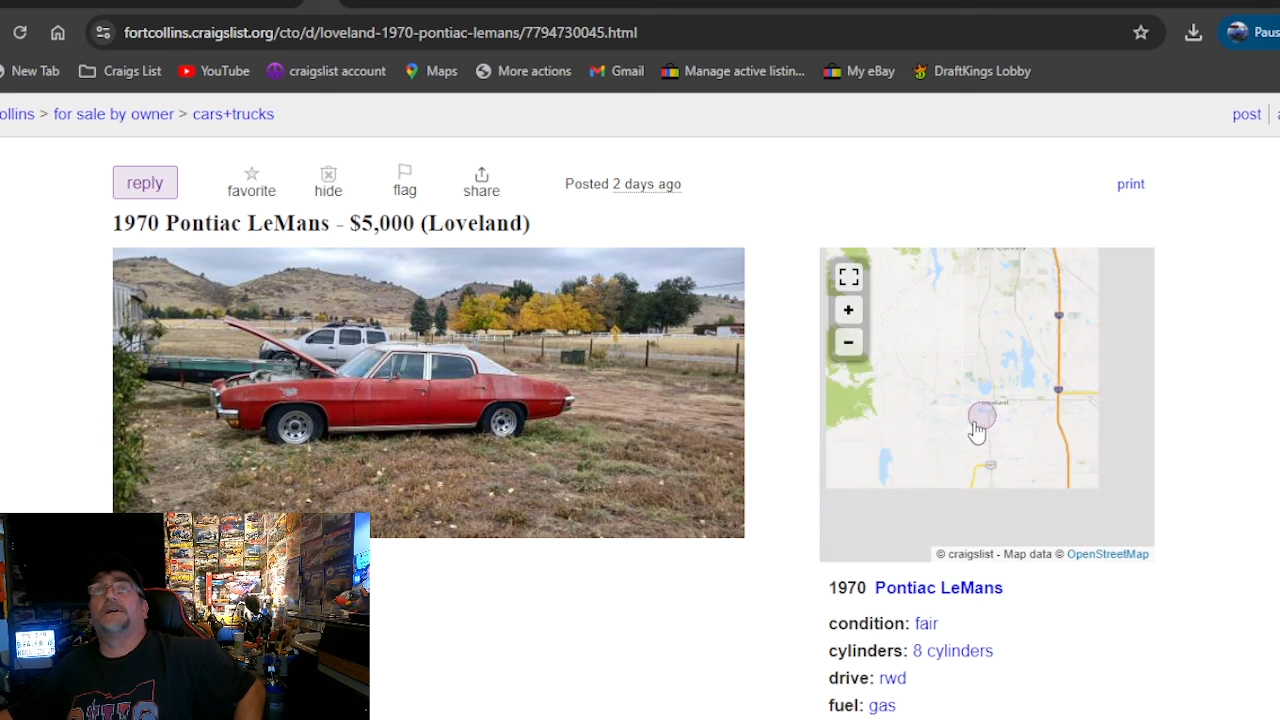 fortcollins.craigslist.org/cto/d/loveland-1970-pontiac-lemans/7794730045.html
Paus
New Tab Craigs List YouTube craigslist account Maps More actions Gmail Manage active listin... My eBay DraftKings Lobby
ollins > for sale by owner > cars+trucks
post
reply favorite hide flag share Posted 2 days ago print
1970 Pontiac LeMans - $5,000 (Loveland)
© craigslist - Map data © OpenStreetMap
1970 Pontiac LeMans
condition: fair
cylinders: 8 cylinders
drive: rwd
fuel: gas